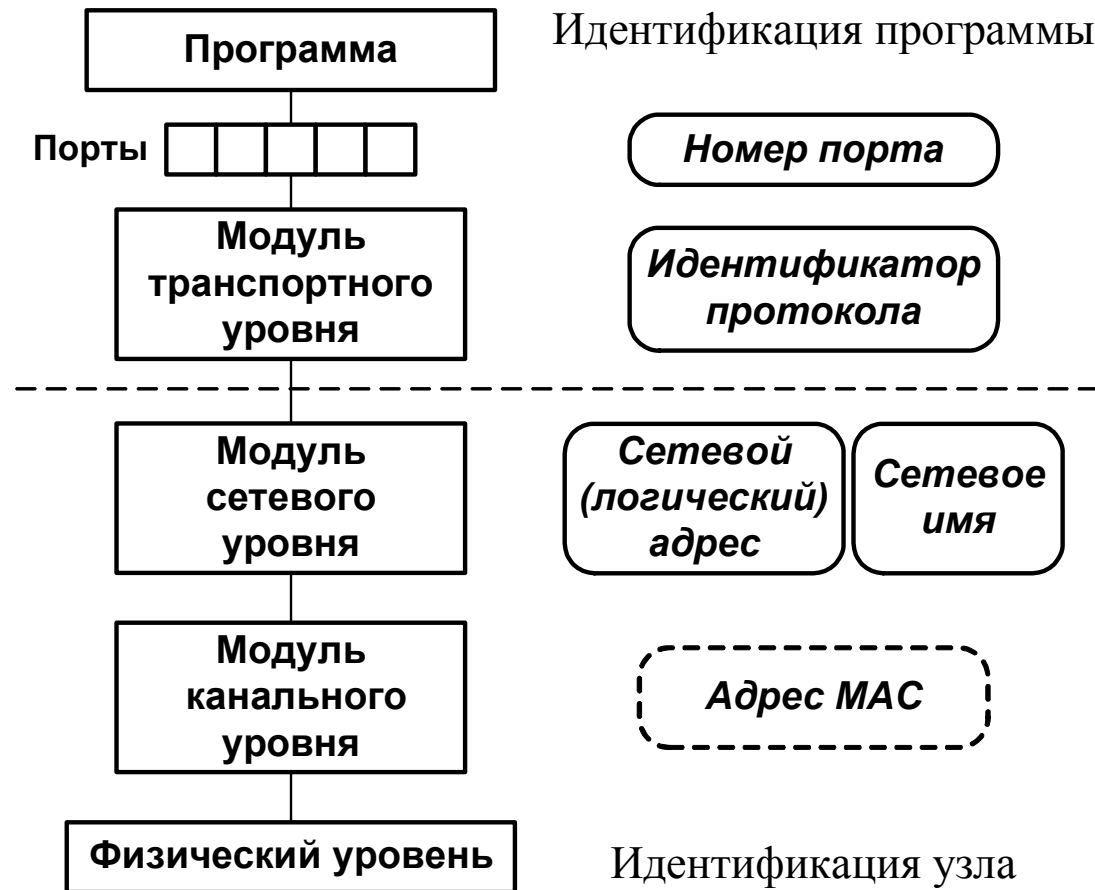 Программа
Идентификация программы
Порты
Номер порта
Модуль
транспортного
уровня
Идентификатор
протокола
Модуль
сетевого
уровня
Сетевой
(логический)
адрес
Сетевое
имя
Модуль
канального
уровня
Адрес MAC
Физический уровень
Идентификация узла